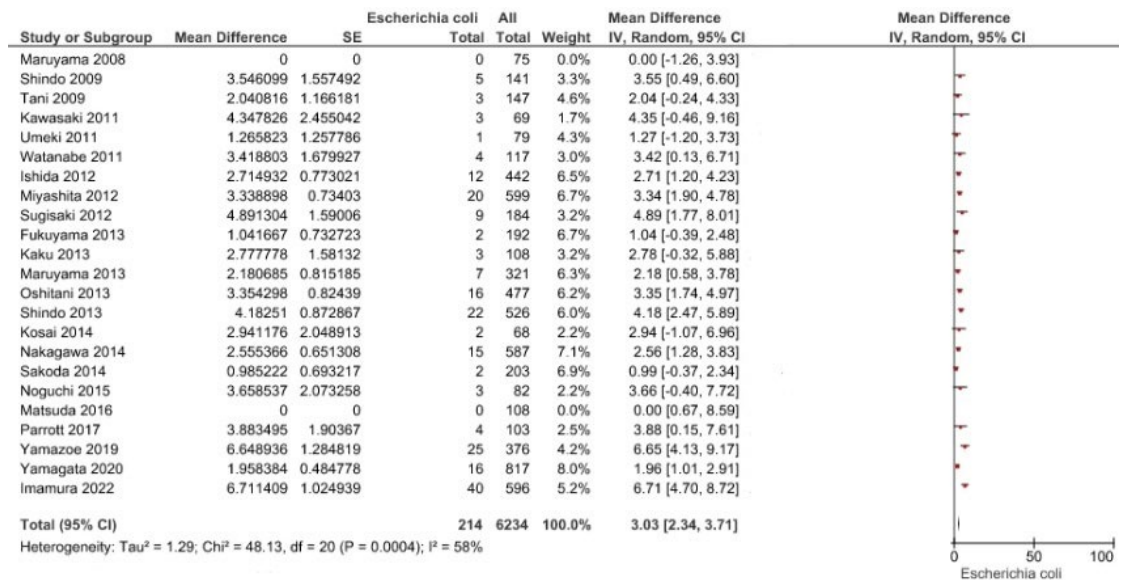 Escherichia coli All Mean Difference Mean Difference
Study or Subgroup Mean Difference SE Total Total Weight IV, Random, 95% CI IV, Random, 95% CI
Maruyama 2008 0 0 0 75 0.0% 0.00 [-1.26, 3.93]
Shindo 2009 3.546099 1.557492 5 141 3.3% 3.55 [0.49, 6.60]
Tani 2009 2.040816 1.166181 3 147 4.6% 2.04 [-0.24, 4.33]
Kawasaki 2011 4.347826 2.455042 3 69 1.7% 4.35 [-0.46, 9.16]
Umeki 2011 1.265823 1.257786 1 79 4.3% 1.27 [-1.20, 3.73]
Watanabe 2011 3.418803 1.679927 4 117 3.0% 3.42 [0.13, 6.71]
Ishida 2012 2.714932 0.773021 12 442 6.5% 2.71 [1.20, 4.23]
Miyashita 2012 3.338898 0.73403 20 599 6.7% 3.34 [1.90, 4.78]
Sugisaki 2012 4.891304 1.59006 9 184 3.2% 4.89 [1.77, 8.01]
Fukuyama 2013 1.041667 0.732723 2 192 6.7% 1.04 [-0.39, 2.48]
Kaku 2013 2.777778 1.58132 3 108 3.2% 2.78 [-0.32, 5.88]
Maruyama 2013 2.180685 0.815185 7 321 6.3% 2.18 [0.58, 3.78]
Oshitani 2013 3.354298 0.82439 16 477 6.2% 3.35 [1.74, 4.97]
Shindo 2013 4.18251 0.872867 22 526 6.0% 4.18 [2.47, 5.89]
Kosai 2014 2.941176 2.048913 2 68 2.2% 2.94 [-1.07, 6.96]
Nakagawa 2014 2.555366 0.651308 15 587 7.1% 2.56 [1.28, 3.83]
Sakoda 2014 0.985222 0.693217 2 203 6.9% 0.99 [-0.37, 2.34]
Noguchi 2015 3.658537 2.073258 3 82 2.2% 3.66 [-0.40, 7.72]
Matsuda 2016 0 0 0 108 0.0% 0.00 [0.67, 8.59]
Parrott 2017 3.883495 1.90367 4 103 2.5% 3.88 [0.15, 7.61]
Yamazoe 2019 6.648936 1.284819 25 376 4.2% 6.65 [4.13, 9.17]
Yamagata 2020 1.958384 0.484778 16 817 8.0% 1.96 [1.01, 2.91]
Imamura 2022 6.711409 1.024939 40 596 5.2% 6.71 [4.70, 8.72]
Total (95% CI) 214 6234 100.0% 3.03 [2.34, 3.71]
Heterogeneity: Tau² = 1.29; Chi² = 48.13, df = 20 (P = 0.0004); I² = 58%
0 50 100
Escherichia coli